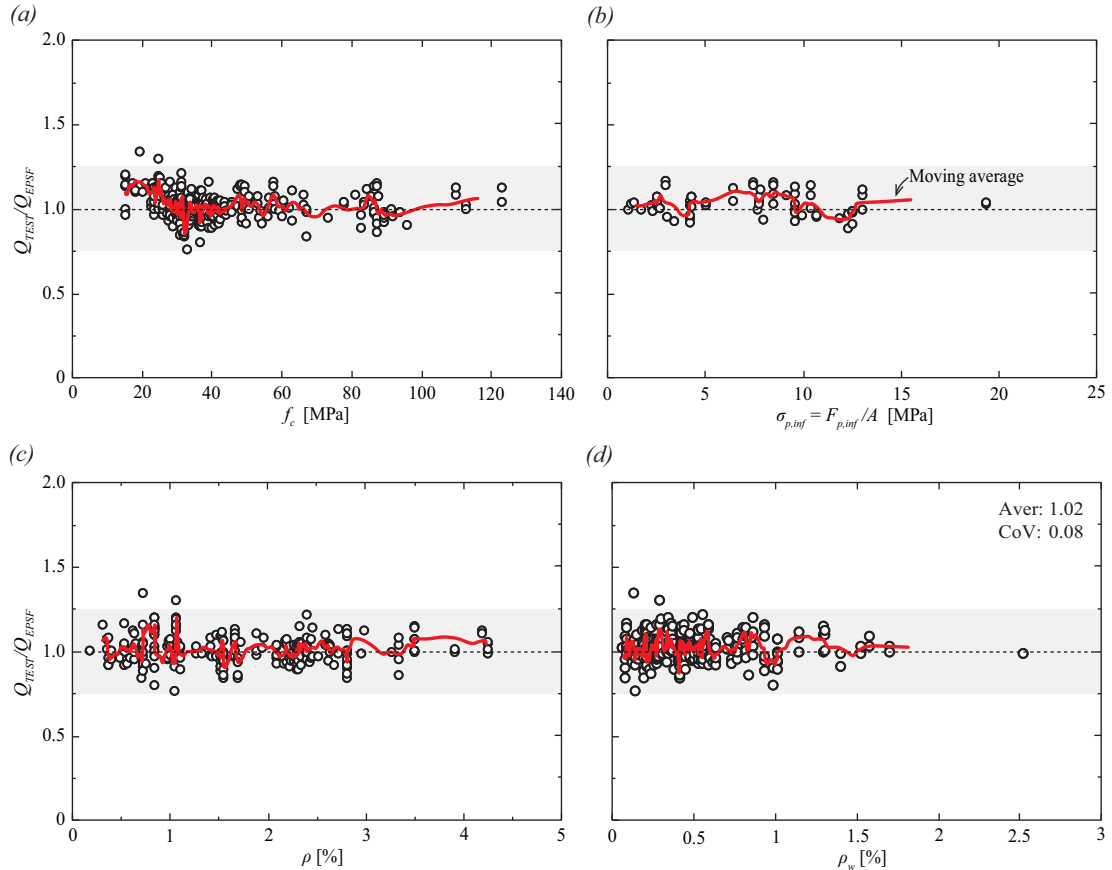 (a)
2.0
1.5
1.0
0.5
0
Q_TEST/Q_EPSF
0 20 40 60 80 100 120 140
f_c [MPa]
(b)
Moving average
0 5 10 15 20 25
σ_p,inf = F_p,inf/A [MPa]
(c)
2.0
1.5
1.0
0.5
0
Q_TEST/Q_EPSF
0 1 2 3 4 5
ρ [%]
(d)
Aver: 1.02
CoV: 0.08
0 0.5 1 1.5 2 2.5 3
ρ_w [%]